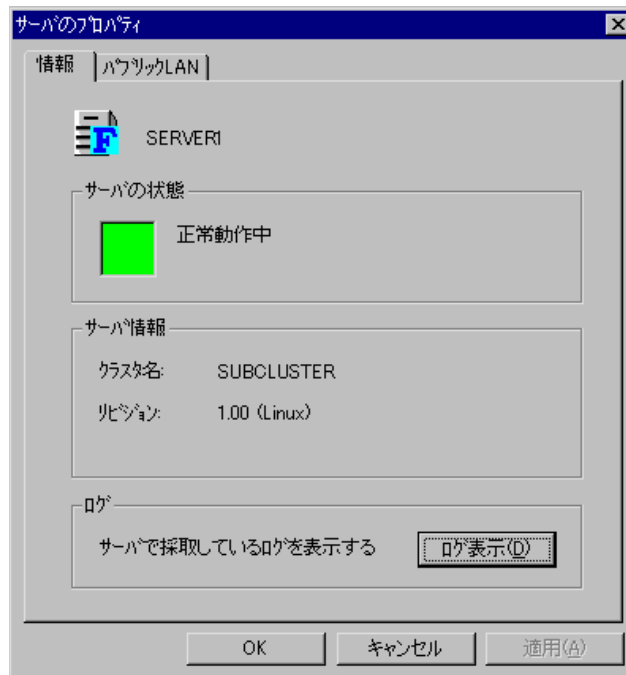 サーバのプロパティ
情報
パブリックLAN
SERVER1
サーバの状態
正常動作中
サーバ情報
クラスタ名: SUBCLUSTER
リビジョン: 1.00 (Linux)
ログ
サーバで採取しているログを表示する ログ表示(D)
OK キャンセル 適用(A)